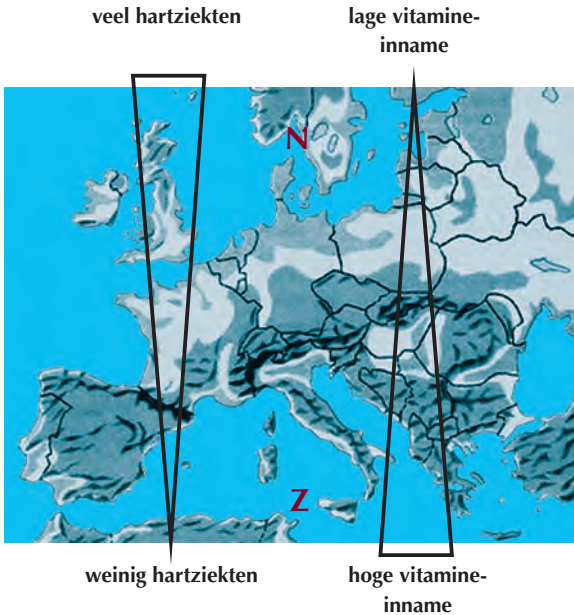 veel hartziekten
lage vitamine-
inname
N
Z
weinig hartziekten
hoge vitamine-
inname